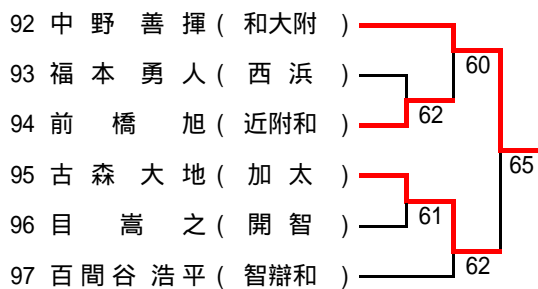 92 中野善揮 ( 和大附 )
60
93 福本勇人 ( 西浜 )
62
94 前橋旭 ( 近附和 )
65
95 古森大地 ( 加太 )
61
96 目嵩之 ( 開智 )
62
97 百間谷浩平 ( 智辯和 )